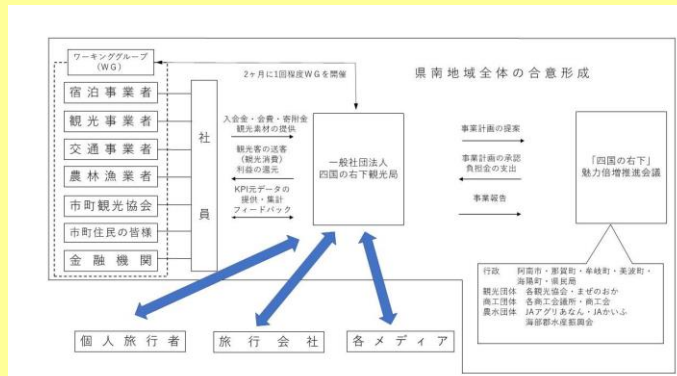 ワーキンググループ
（WG）
2ヶ月に1回程度WGを開催
県南地域全体の合意形成
宿泊事業者
観光事業者
交通事業者
農林漁業者
市町観光協会
市町住民の皆様
金融機関
社員
入会金・会費・寄附金
観光素材の提供
観光客の送客
（観光消費）
利益の還元
KPI元データの
提供・集計
フィードバック
一般社団法人
四国の右下観光局
事業計画の提案
事業計画の承認
負担金の支出
事業報告
「四国の右下」
魅力倍増推進会議
行政　阿南市・那賀町・牟岐町・美波町・
海陽町・県民局
観光団体　各観光協会・まぜのおか
商工団体　各商工会議所・商工会
農水団体　JAアグリあなん・JAかいふ
海部郡水産振興会
個人旅行者
旅行会社
各メディア